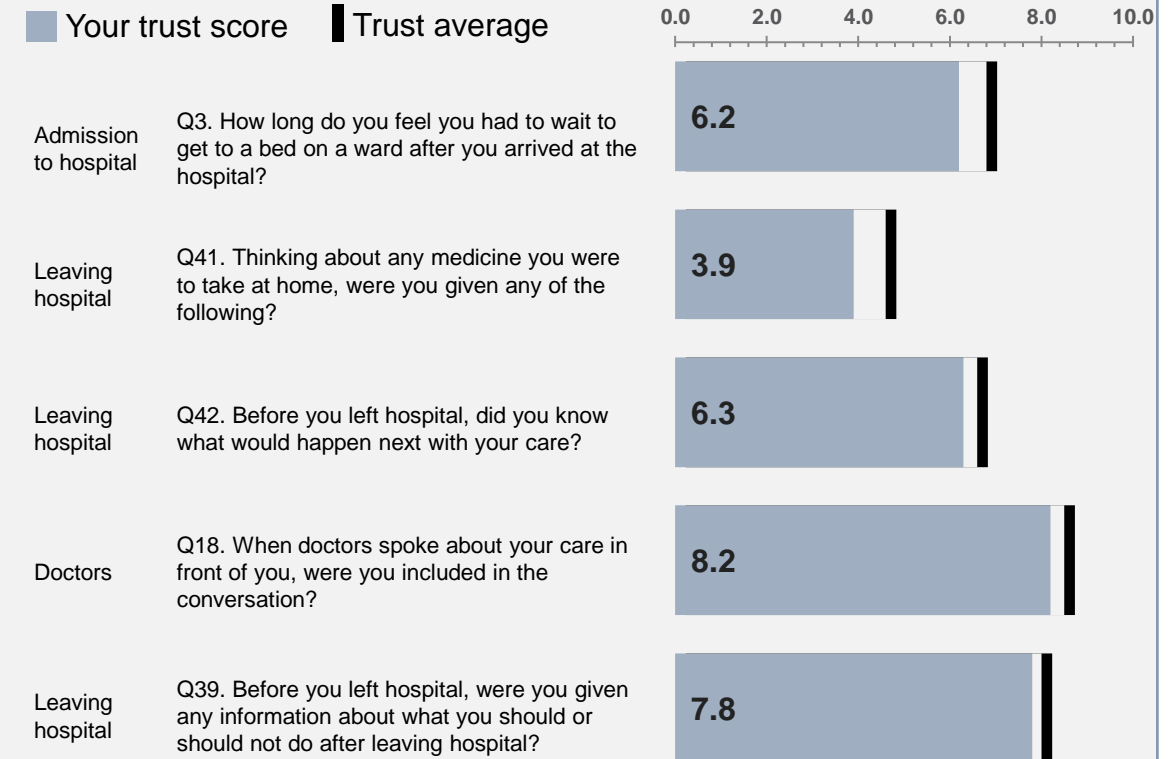 Your trust score Trust average
0.0 2.0 4.0 6.0 8.0 10.0
Admission
to hospital
Q3. How long do you feel you had to wait to
get to a bed on a ward after you arrived at the
hospital?
6.2
Leaving
hospital
Q41. Thinking about any medicine you were
to take at home, were you given any of the
following?
3.9
Leaving
hospital
Q42. Before you left hospital, did you know
what would happen next with your care?
6.3
Doctors
Q18. When doctors spoke about your care in
front of you, were you included in the
conversation?
8.2
Leaving
hospital
Q39. Before you left hospital, were you given
any information about what you should or
should not do after leaving hospital?
7.8